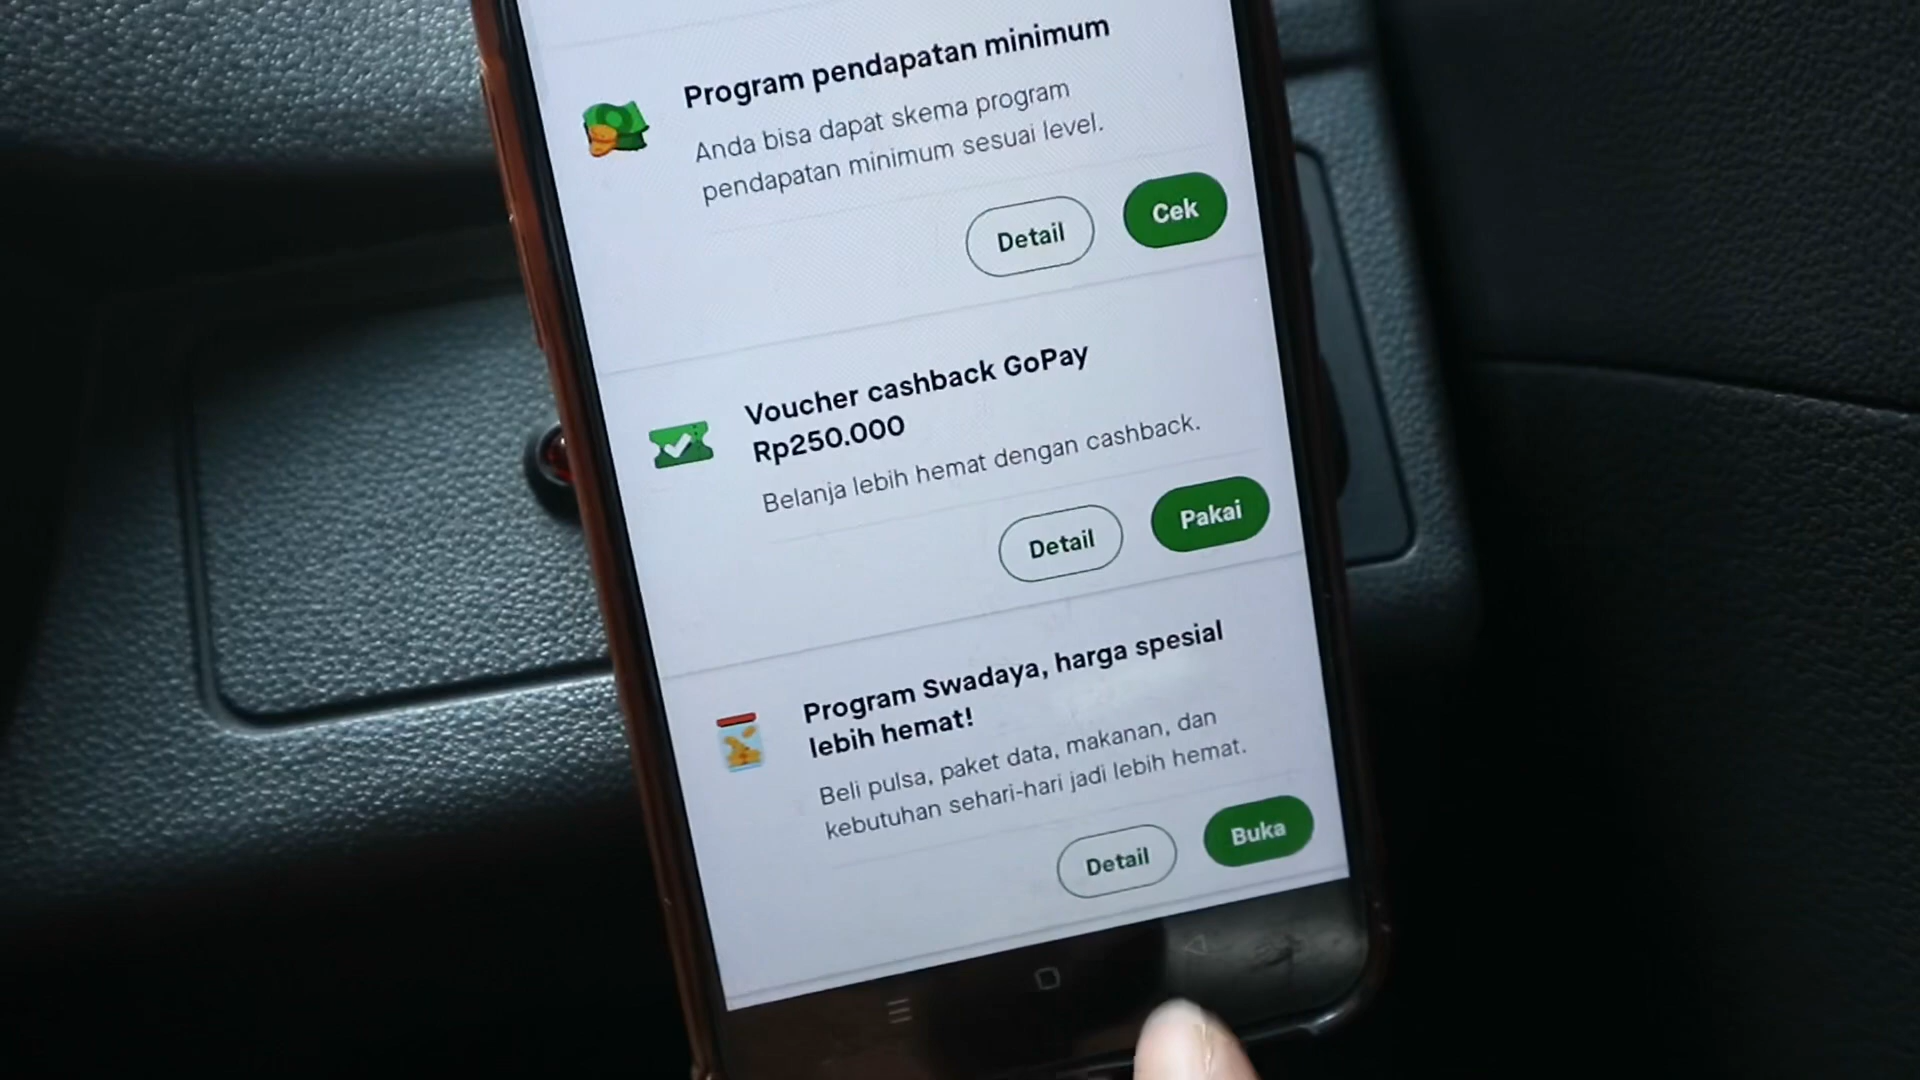 Program pendapatan minimum
Anda bisa dapat skema program
pendapatan minimum sesuai level.
Detail
Cek
Voucher cashback GoPay
Rp250.000
Belanja lebih hemat dengan cashback.
Detail
Pakai
Program Swadaya, harga spesial
lebih hemat!
Beli pulsa, paket data, makanan, dan
kebutuhan sehari-hari jadi lebih hemat.
Detail
Buka